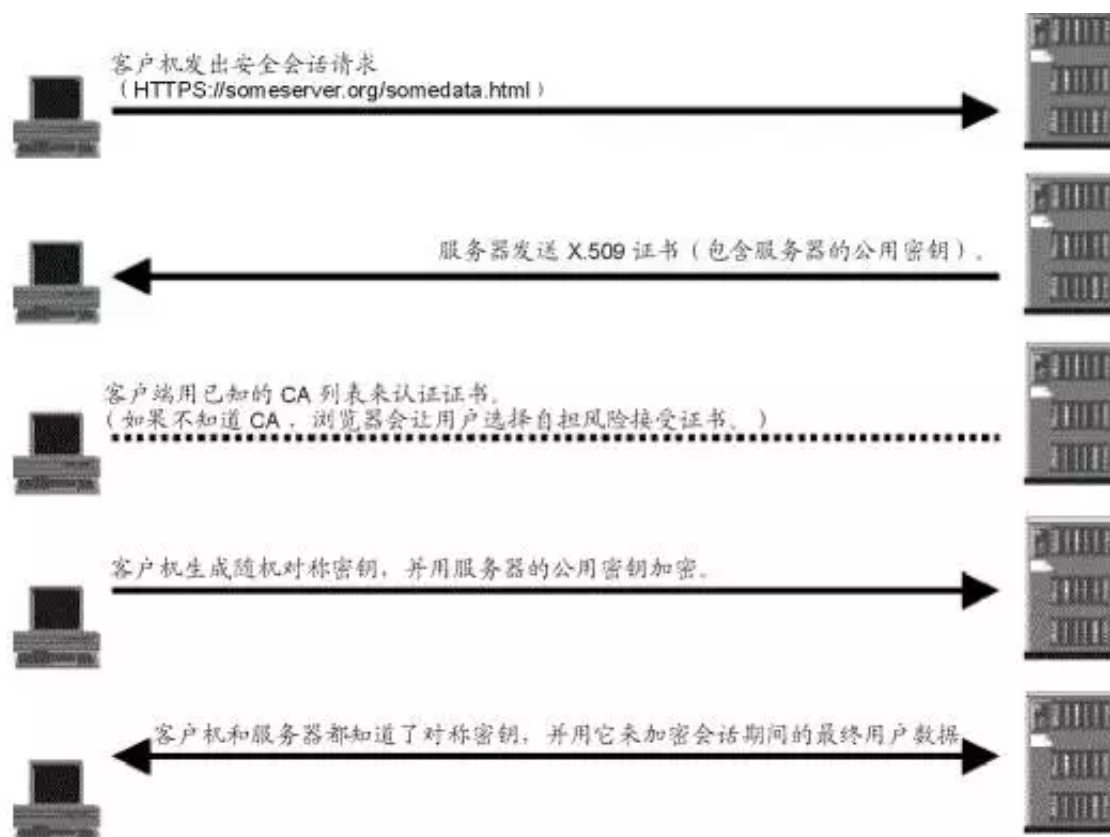 客户机发出安全会话请求
（HTTPS://someserver.org/somedata.html）
服务器发送 X.509 证书（包含服务器的公用密钥）。
客户端用已知的 CA 列表来认证证书。
（如果不知道 CA，浏览器会让用户选择自担风险接受证书。）
客户机生成随机对称密钥，并用服务器的公用密钥加密。
客户机和服务器都知道了对称密钥，并用它来加密会话期间的最终用户数据